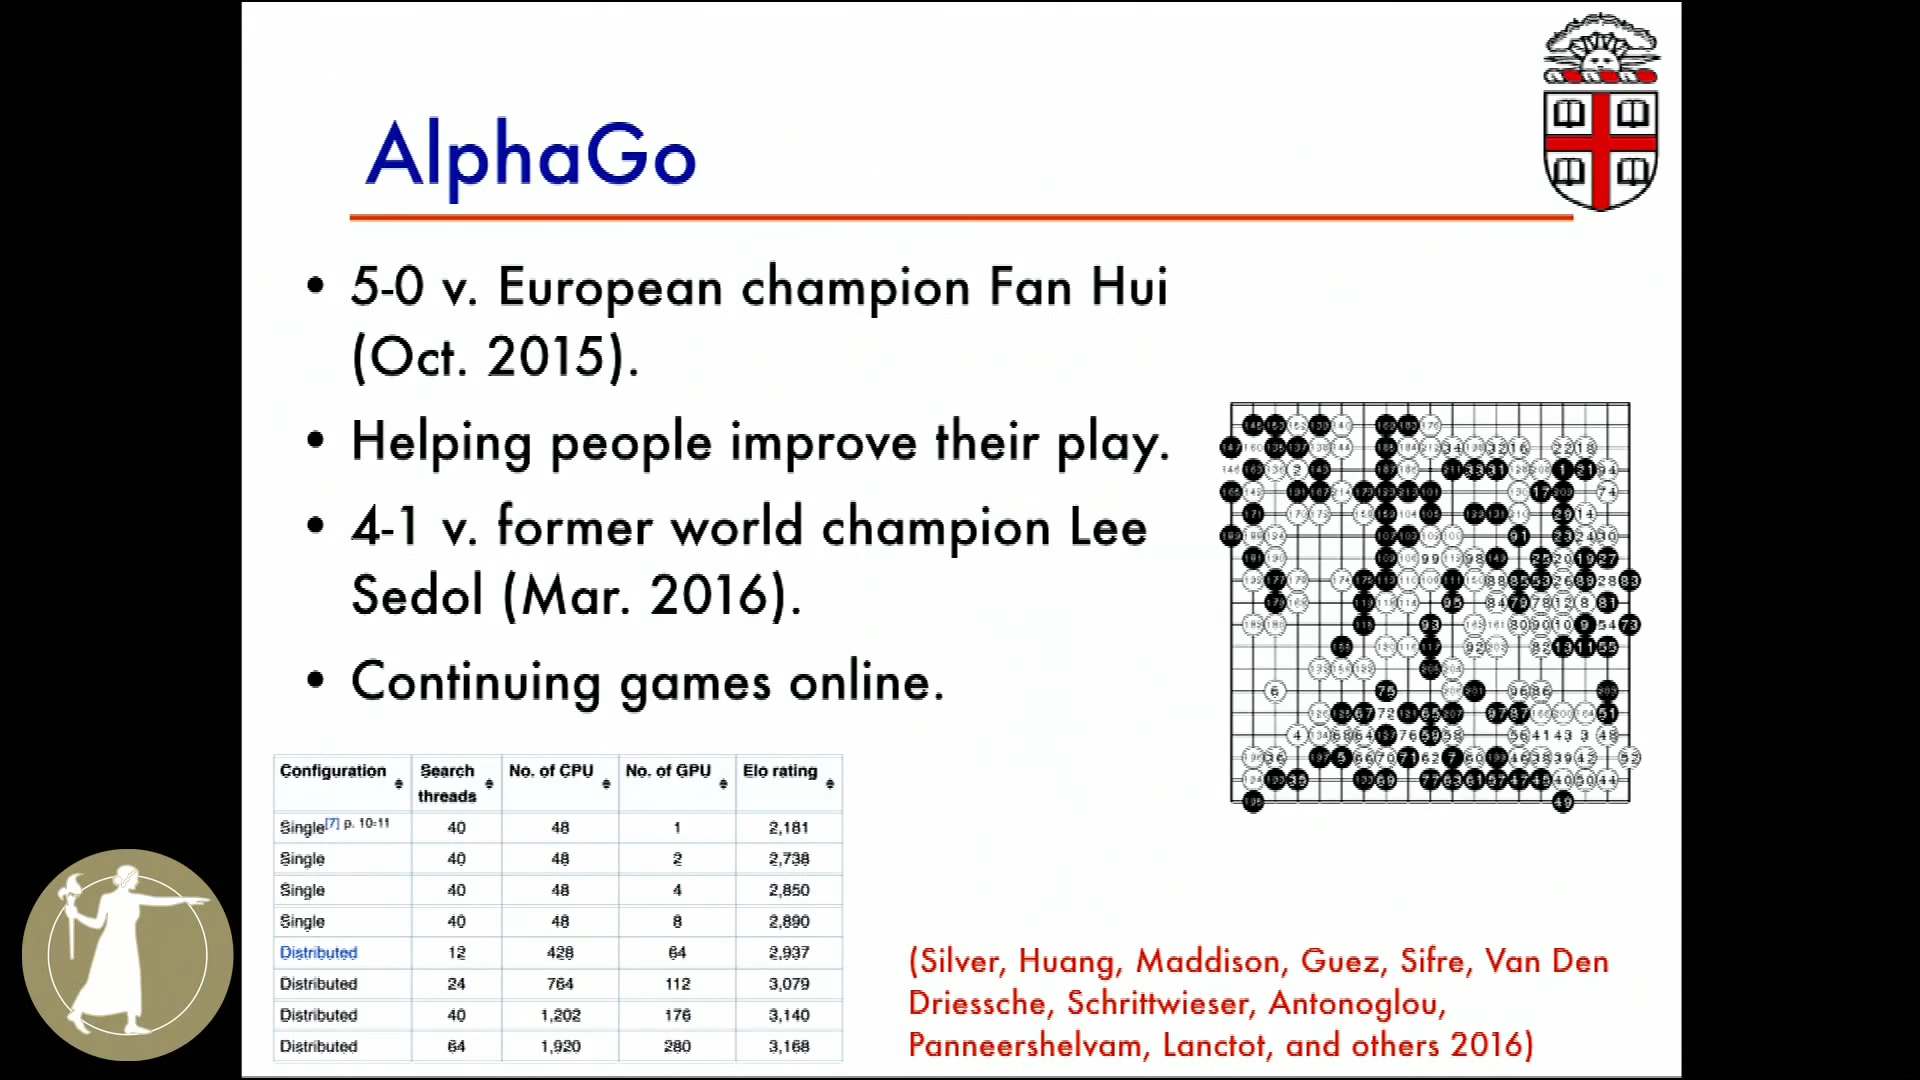 AlphaGo
• 5-0 v. European champion Fan Hui
(Oct. 2015).
• Helping people improve their play.
• 4-1 v. former world champion Lee
Sedol (Mar. 2016).
• Continuing games online.
Configuration Search threads No. of CPU No. of GPU Elo rating
Single[7] p. 10-11 40 48 1 2,181
Single 40 48 2 2,738
Single 40 48 4 2,850
Single 40 48 8 2,890
Distributed 12 428 64 2,937
Distributed 24 764 112 3,079
Distributed 40 1,202 176 3,140
Distributed 64 1,920 280 3,168
(Silver, Huang, Maddison, Guez, Sifre, Van Den
Driessche, Schrittwieser, Antonoglou,
Panneershelvam, Lanctot, and others 2016)